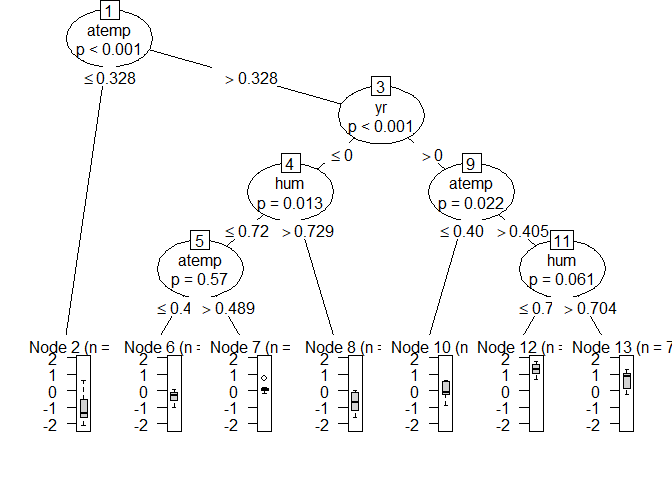 1
atemp
p < 0.001
≤ 0.328
> 0.328
3
yr
p < 0.001
≤ 0
> 0
4
hum
p = 0.013
9
atemp
p = 0.022
≤ 0.72
> 0.729
≤ 0.40
> 0.405
5
atemp
p = 0.57
11
hum
p = 0.061
≤ 0.4
> 0.489
≤ 0.7
> 0.704
Node 2 (n =
Node 6 (n =
Node 7 (n =
Node 8 (n =
Node 10 (n
Node 12 (n =
Node 13 (n = 7
2 2 2 2 2 2 2
1 1 1 1 1 1 1
0 0 0 0 0 0 0
-1 -1 -1 -1 -1 -1 -1
-2 -2 -2 -2 -2 -2 -2